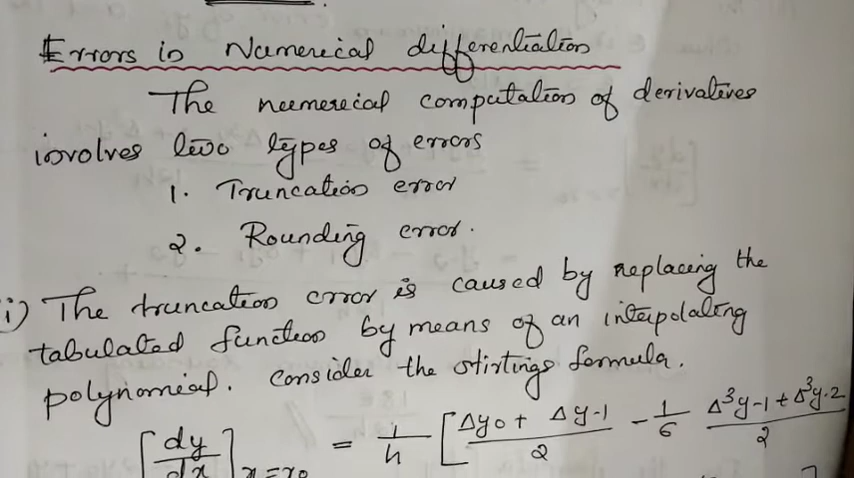 Errors in Numerical differentiation
The numerical computation of derivatives
involves two types of errors
1. Truncation error
2. Rounding error.
i) The truncation error is caused by replacing the
tabulated function by means of an interpolating
polynomial. consider the stirlings formula.
[dy/dx]x=x0 = 1/h [Δy0 + Δy-1/2 - 1/6 Δ³y-1 + Δ³y-2/2